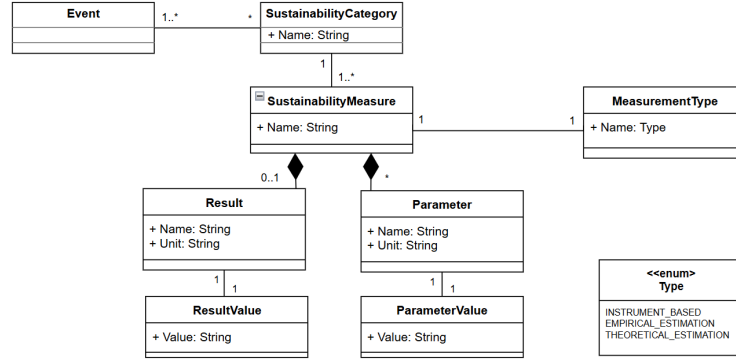 Event
1..*
*
SustainabilityCategory
+ Name: String
1
1..*
SustainabilityMeasure
+ Name: String
1
1
MeasurementType
+ Name: Type
0..1
*
Result
+ Name: String
+ Unit: String
Parameter
+ Name: String
+ Unit: String
1
1
1
1
ResultValue
+ Value: String
ParameterValue
+ Value: String
<<enum>
Type
INSTRUMENT_BASED
EMPIRICAL_ESTIMATION
THEORETICAL_ESTIMATION